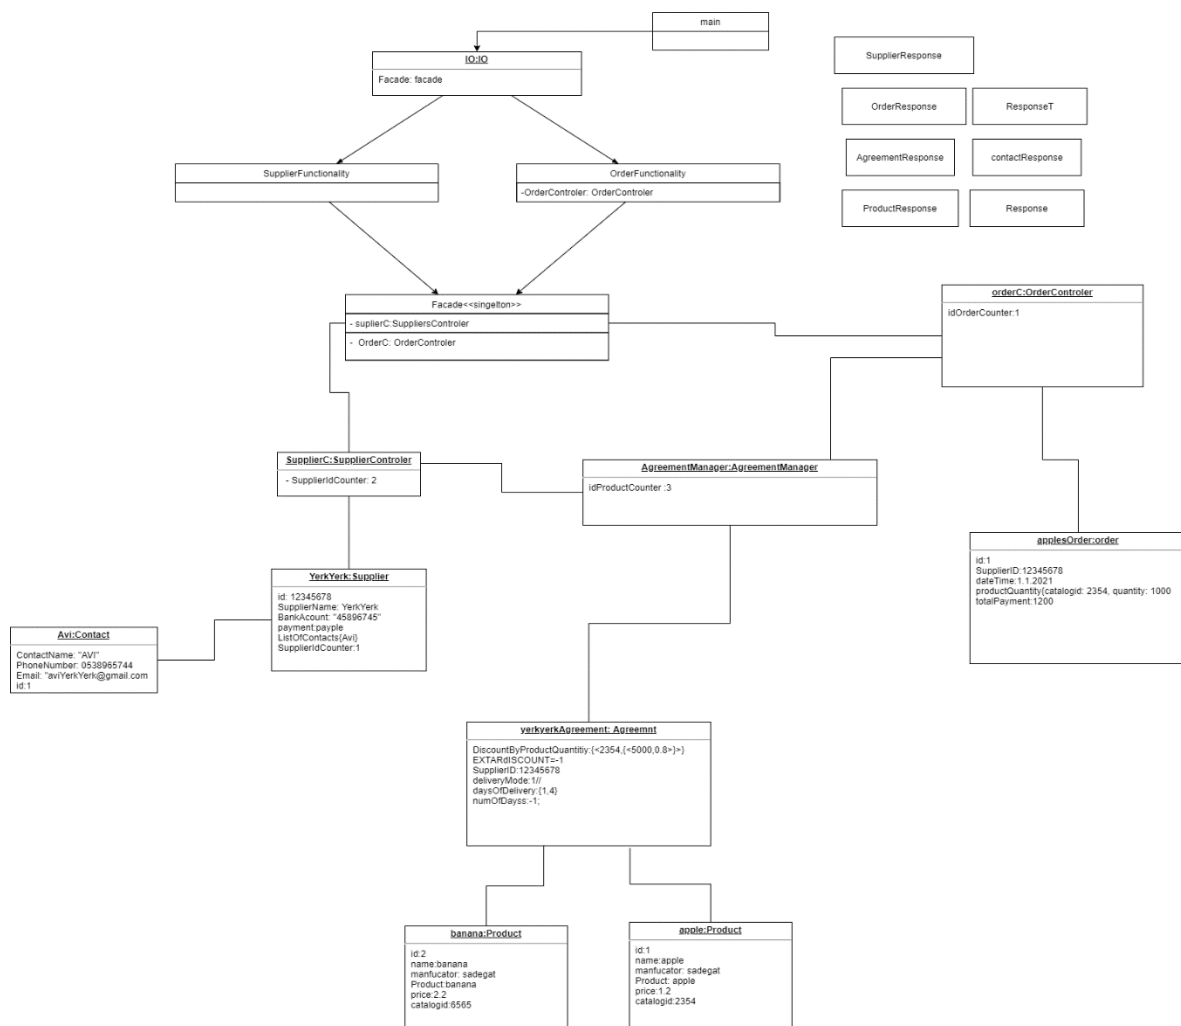 main
IO:IO
Facade: facade
SupplierResponse
OrderResponse
ResponseT
AgreementResponse
contactResponse
ProductResponse
Response
SupplierFunctionality
OrderFunctionality
-OrderControler: OrderControler
Facade<<singelton>>
- suplierC:SuppliersControler
- OrderC: OrderControler
orderC:OrderControler
idOrderCounter:1
SupplierC:SupplierControler
- SupplierIdCounter: 2
AgreementManager:AgreementManager
idProductCounter :3
applesOrder:order
id:1
SupplierID:12345678
dateTime:1.1.2021
productQuantity(catalogid: 2354, quantity: 1000
totalPayment:1200
YerkYerk:Supplier
id: 12345678
SupplierName: YerkYerk
BankAcount: "45896745"
payment:payple
ListOfContacts{Avi}
SupplierIdCounter:1
Avi:Contact
ContactName: "AVI"
PhoneNumber: 0538965744
Email: "aviYerkYerk@gmail.com
id:1
yerkyerkAgreement: Agreemnt
DiscountByProductQuantitiy:{<2354,{<5000,0.8>}>}
EXTARdISCOUNT=-1
SupplierID:12345678
deliveryMode:1//
daysOfDelivery:{1,4}
numOfDayss:-1;
banana:Product
id:2
name:banana
manfucator: sadegat
Product:banana
price:2.2
catalogid:6565
apple:Product
id:1
name:apple
manfucator: sadegat
Product: apple
price:1.2
catalogid:2354